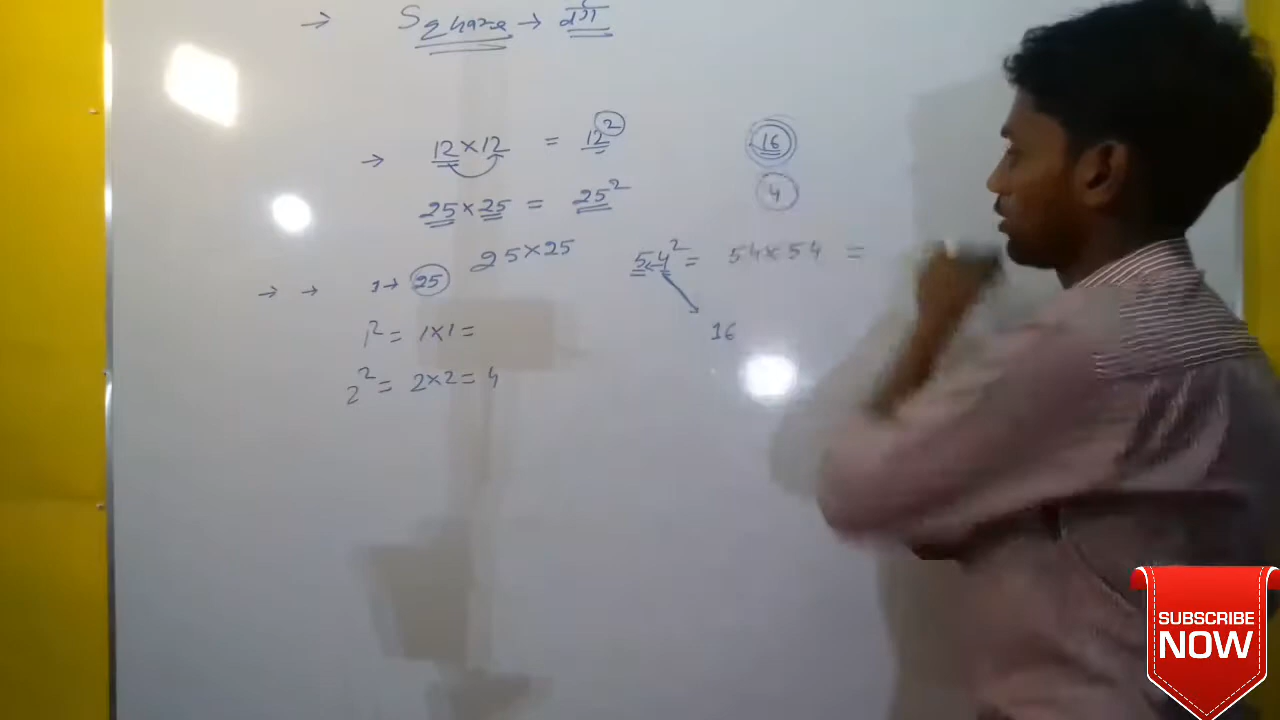 → Square → वर्ग
→ 12×12 = 12²
25×25 = 25²
25×25
→ → 1→ 25
1² = 1×1 =
2² = 2×2 = 4
16
4
54² = 54×54 =
16
SUBSCRIBE
NOW